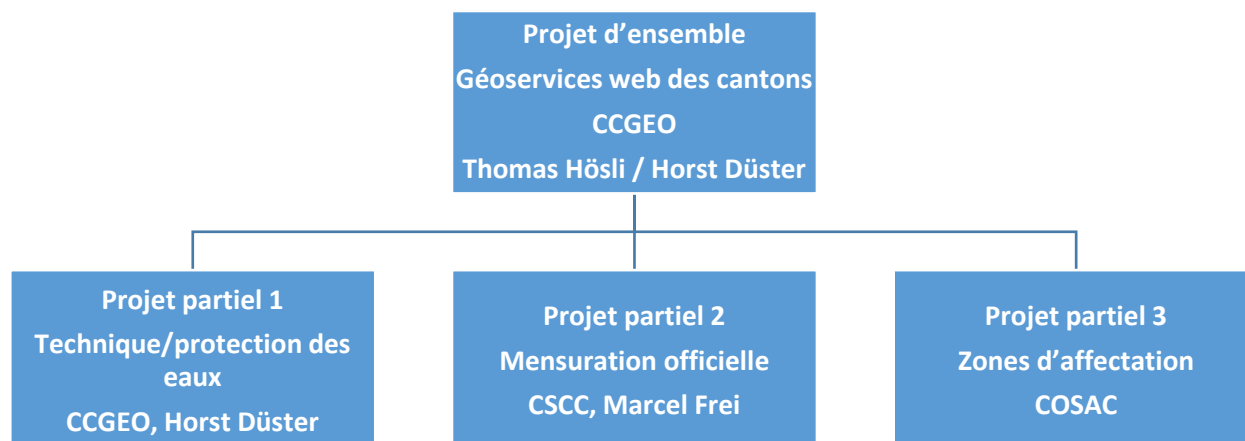 Projet d’ensemble
Géoservices web des cantons
CCGEO
Thomas Hösli / Horst Düster
Projet partiel 1
Technique/protection des
eaux
CCGEO, Horst Düster
Projet partiel 2
Mensuration officielle
CSCC, Marcel Frei
Projet partiel 3
Zones d’affectation
COSAC